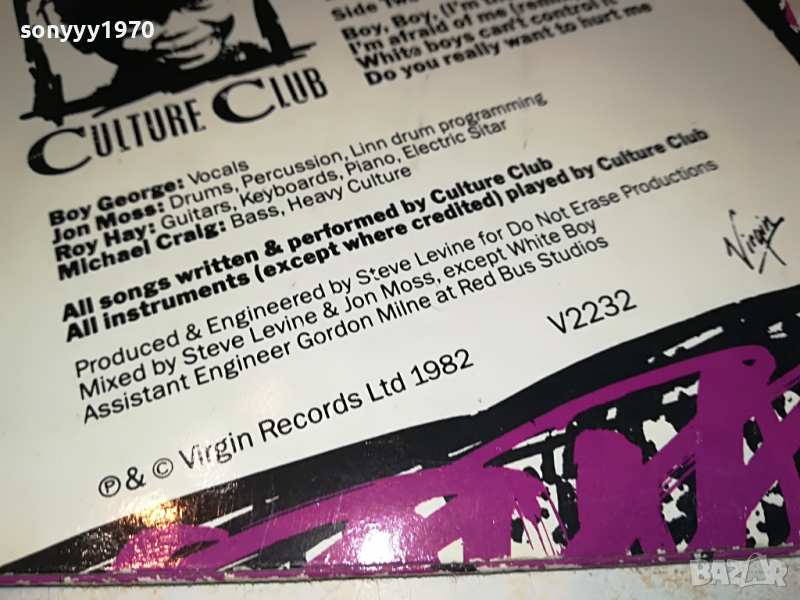 sonyyy1970
Side Two
Boy, Boy, (I'm the
I'm afraid of me
White boys can't control it
Do you really want to hurt me
CULTURE CLUB
Boy George: Vocals
Jon Moss: Drums, Percussion, Linn drum programming
Roy Hay: Guitars, Keyboards, Piano, Electric Sitar
Michael Craig: Bass, Heavy Culture
All songs written & performed by Culture Club
All instruments (except where credited) played by Culture Club
Produced & Engineered by Steve Levine for Do Not Erase Productions
Mixed by Steve Levine & Jon Moss, except White Boy
Assistant Engineer Gordon Milne at Red Bus Studios
Virgin
V2232
℗ & © Virgin Records Ltd 1982
BAZAR